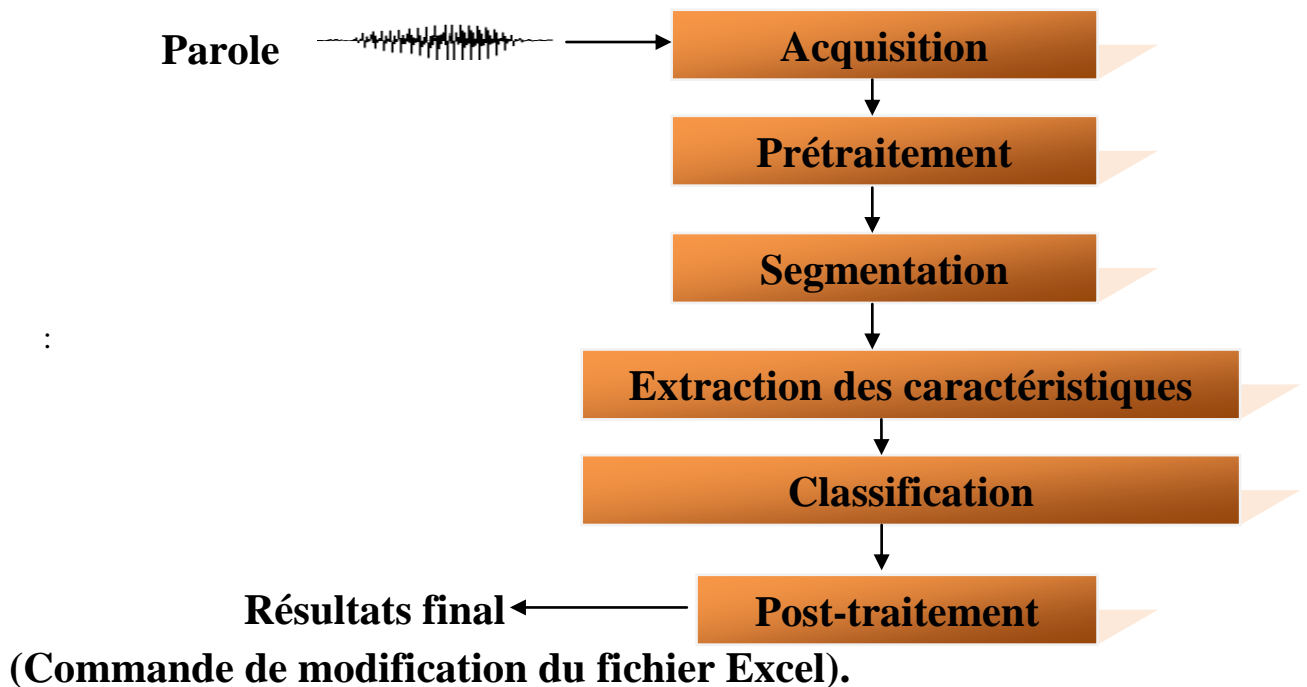 Parole
Acquisition
Prétraitement
Segmentation
:
Extraction des caractéristiques
Classification
Post-traitement
Résultats final
(Commande de modification du fichier Excel).